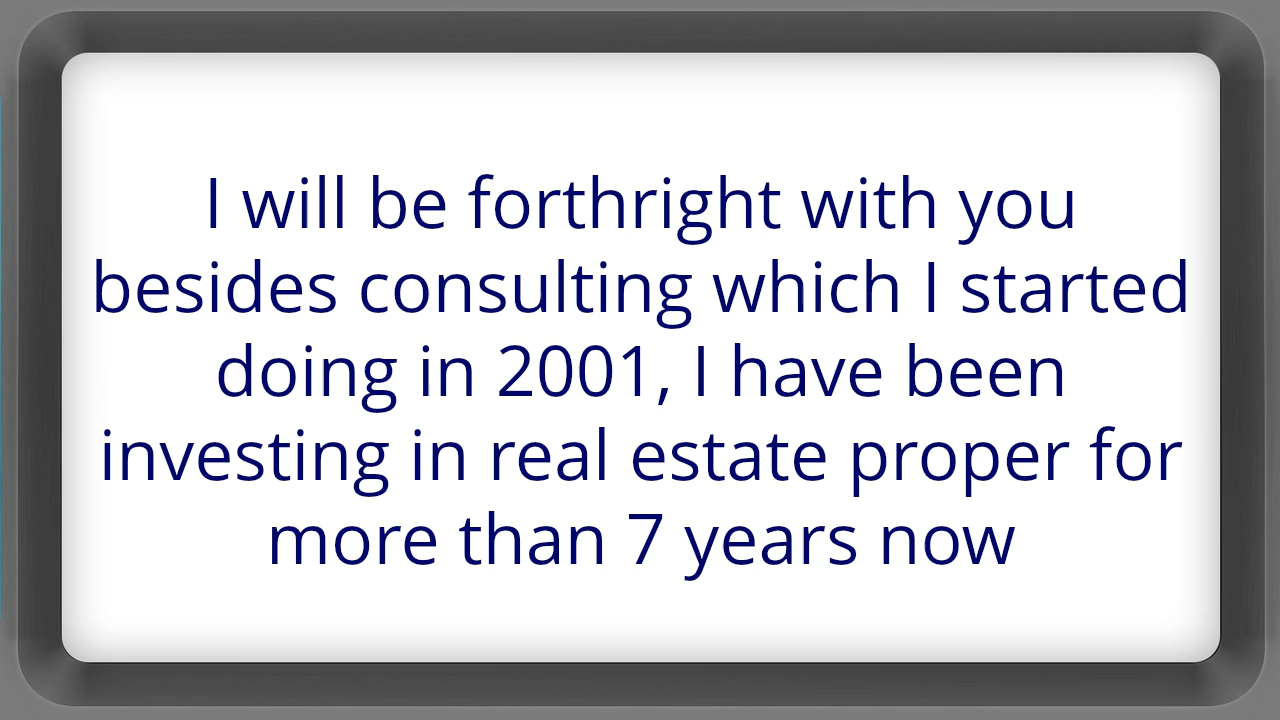 I will be forthright with you
besides consulting which I started
doing in 2001, I have been
investing in real estate proper for
more than 7 years now